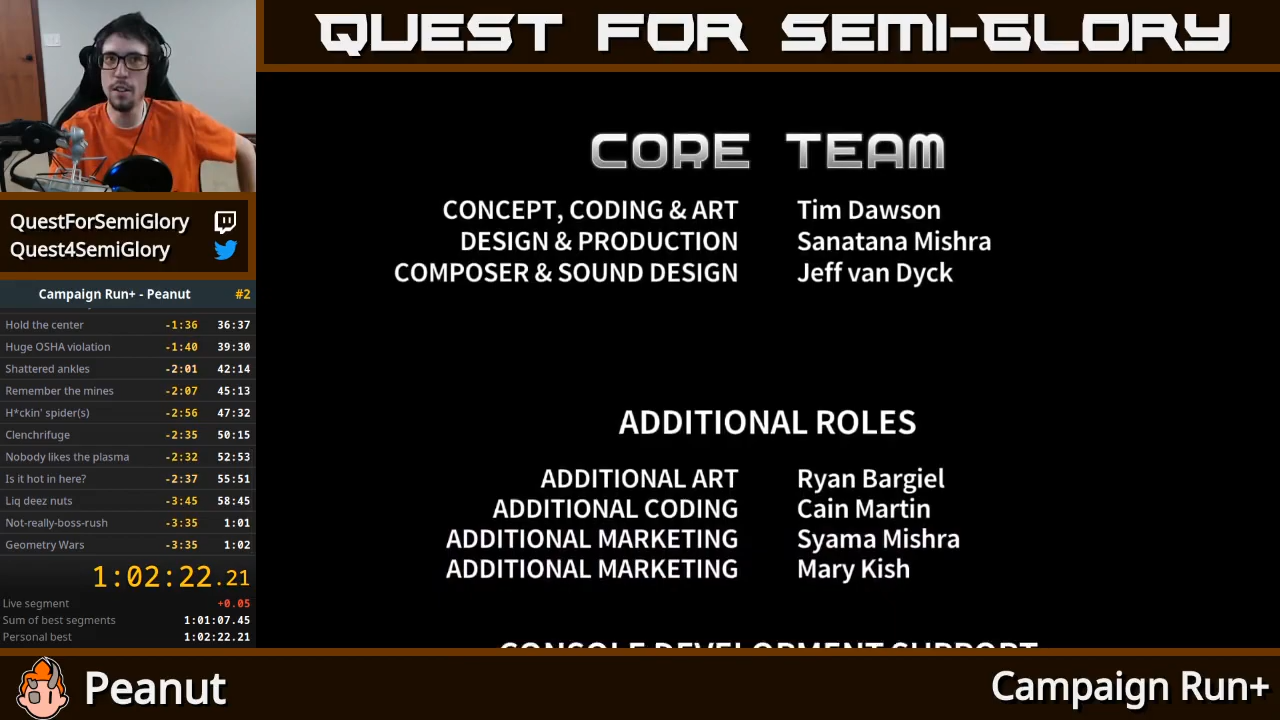 QUEST FOR SEMI-GLORY
QuestForSemiGlory
Quest4SemiGlory
Campaign Run+ - Peanut #2
Hold the center -1:36 36:37
Huge OSHA violation -1:40 39:30
Shattered ankles -2:01 42:14
Remember the mines -2:07 45:13
H*ckin' spider(s) -2:56 47:32
Clenchrifuge -2:35 50:15
Nobody likes the plasma -2:32 52:53
Is it hot in here? -2:37 55:51
Liq deez nuts -3:45 58:45
Not-really-boss-rush -3:35 1:01
Geometry Wars -3:35 1:02
1:02:22.21
Live segment +0.05
Sum of best segments 1:01:07.45
Personal best 1:02:22.21
CORE TEAM
CONCEPT, CODING & ART Tim Dawson
DESIGN & PRODUCTION Sanatana Mishra
COMPOSER & SOUND DESIGN Jeff van Dyck
ADDITIONAL ROLES
ADDITIONAL ART Ryan Bargiel
ADDITIONAL CODING Cain Martin
ADDITIONAL MARKETING Syama Mishra
ADDITIONAL MARKETING Mary Kish
CONSOLE DEVELOPMENT SUPPORT
Peanut
Campaign Run+